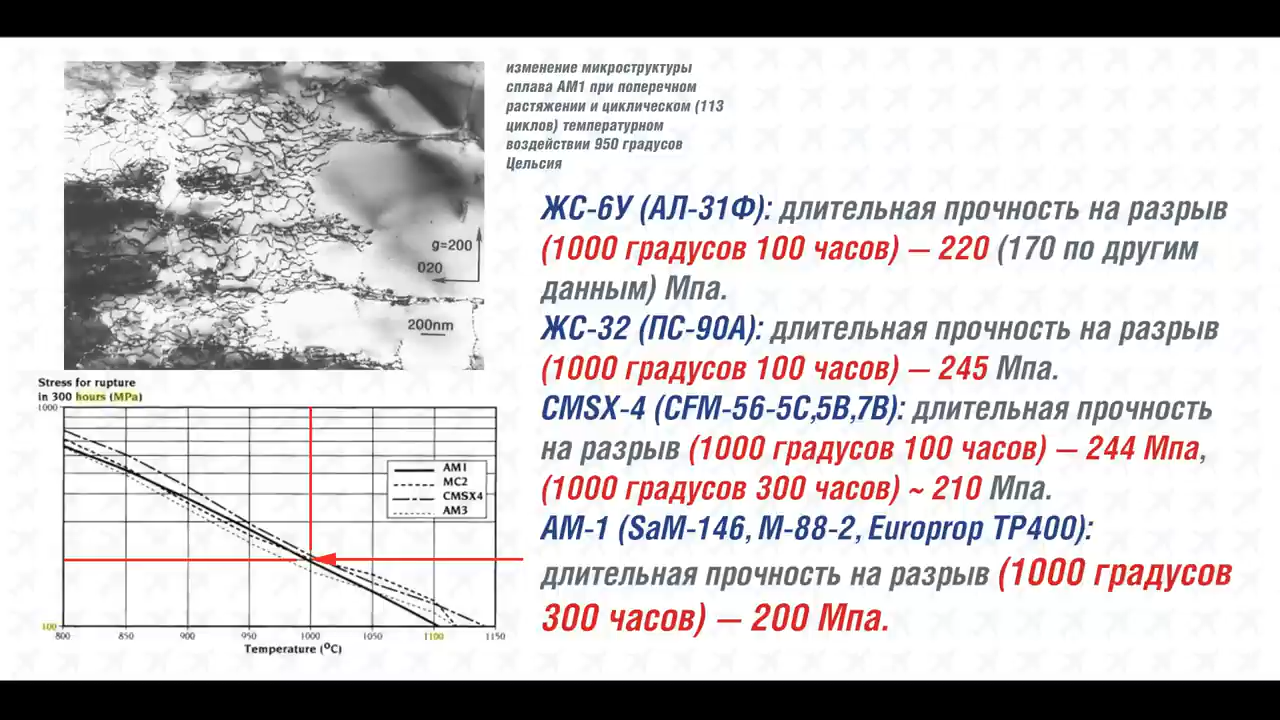 изменение микроструктуры
сплава АМ1 при поперечном
растяжении и циклическом (113
циклов) температурном
воздействии 950 градусов
Цельсия
g=200
020
200nm
ЖС-6У (АЛ-31Ф): длительная прочность на разрыв
(1000 градусов 100 часов) — 220 (170 по другим
данным) Мпа.
ЖС-32 (ПС-90А): длительная прочность на разрыв
(1000 градусов 100 часов) — 245 Мпа.
CMSX-4 (CFM-56-5C,5B,7B): длительная прочность
на разрыв (1000 градусов 100 часов) — 244 Мпа,
(1000 градусов 300 часов) ~ 210 Мпа.
АМ-1 (SaM-146, M-88-2, Europrop TP400):
длительная прочность на разрыв (1000 градусов
300 часов) — 200 Мпа.
Stress for rupture
in 300 hours (MPa)
1000
AM1
MC2
CMSX4
AM3
100
800 850 900 950 1000 1050 1100 1150
Temperature (°C)